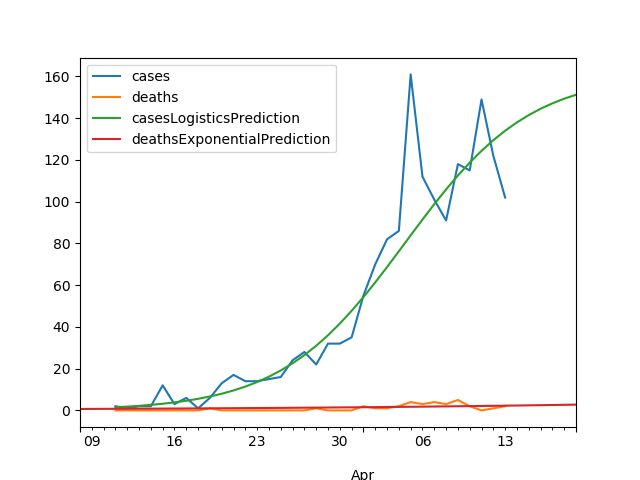 cases
deaths
casesLogisticsPrediction
deathsExponentialPrediction
160
140
120
100
80
60
40
20
0
09 16 23 30 06 13
Apr